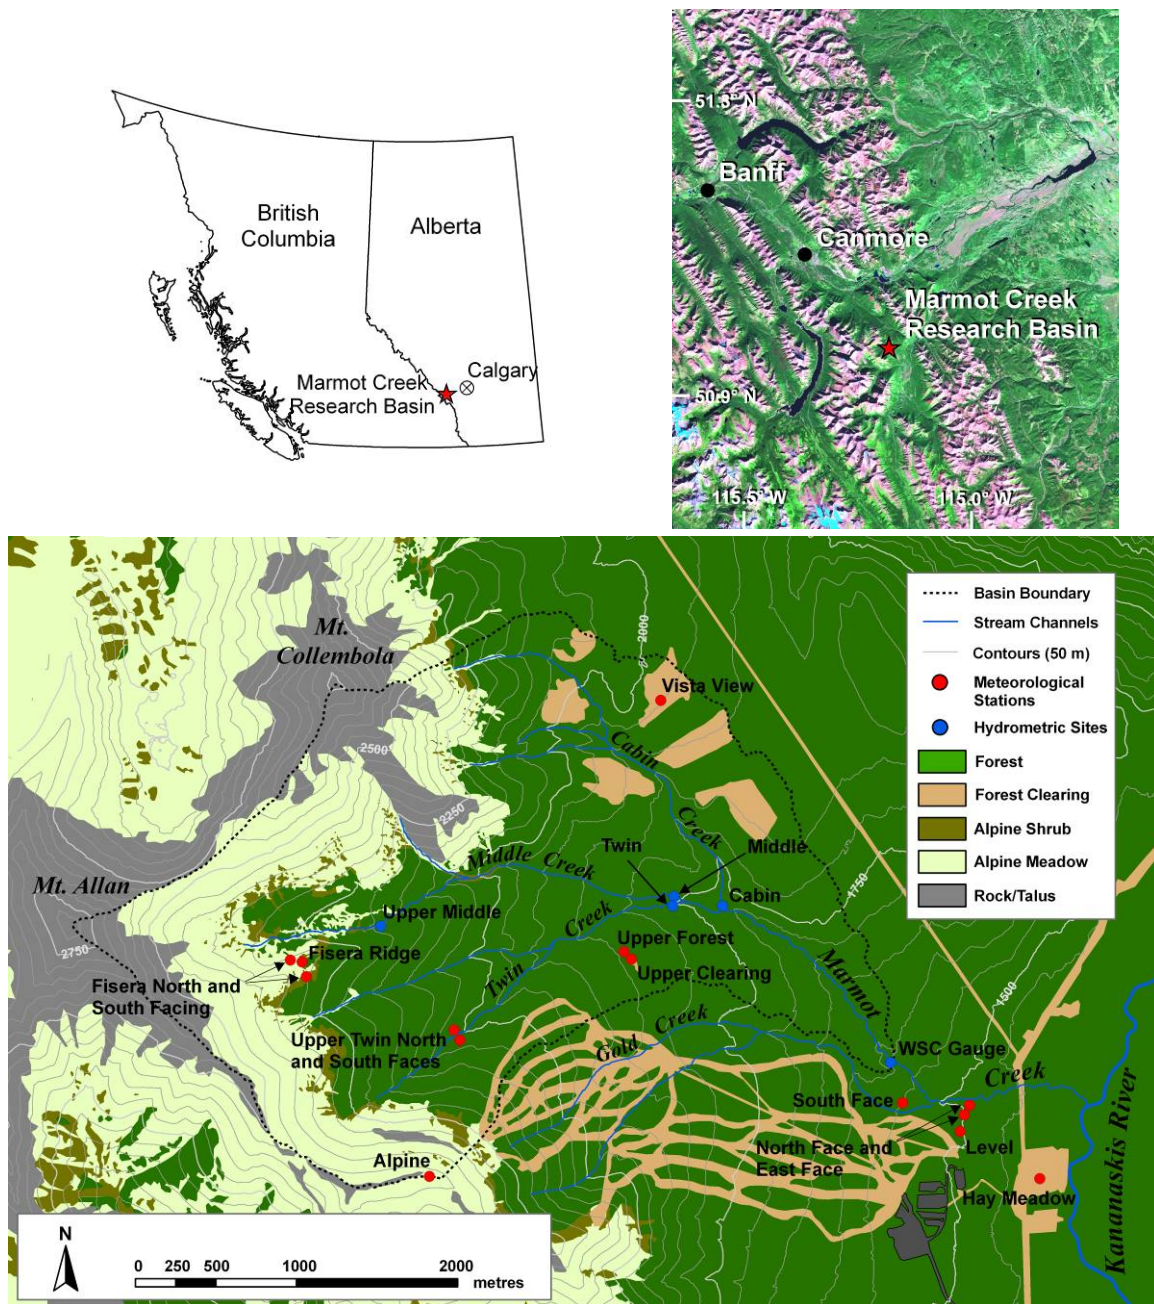 British
Columbia
Alberta
Calgary
Marmot Creek
Research Basin
51.3° N
Banff
Canmore
Marmot Creek
Research Basin
50.9° N
115.5° W
115.0° W
Mt.
Collembola
2000
Vista View
2500
Cabin
Creek
2250
Middle Creek
Twin
Middle
Mt. Allan
1750
Upper Middle
Cabin
Creek
Twin
2750
Fisera Ridge
Upper Forest
Upper Clearing
Fisera North and
South Facing
Marmot
1500
Upper Twin North
and South Faces
Gold
Creek
WSC Gauge
Creek
South Face
North Face and
East Face
Level
Alpine
Hay Meadow
Kananaskis River
Basin Boundary
Stream Channels
Contours (50 m)
Meteorological
Stations
Hydrometric Sites
Forest
Forest Clearing
Alpine Shrub
Alpine Meadow
Rock/Talus
N
0 250 500 1000 2000
metres